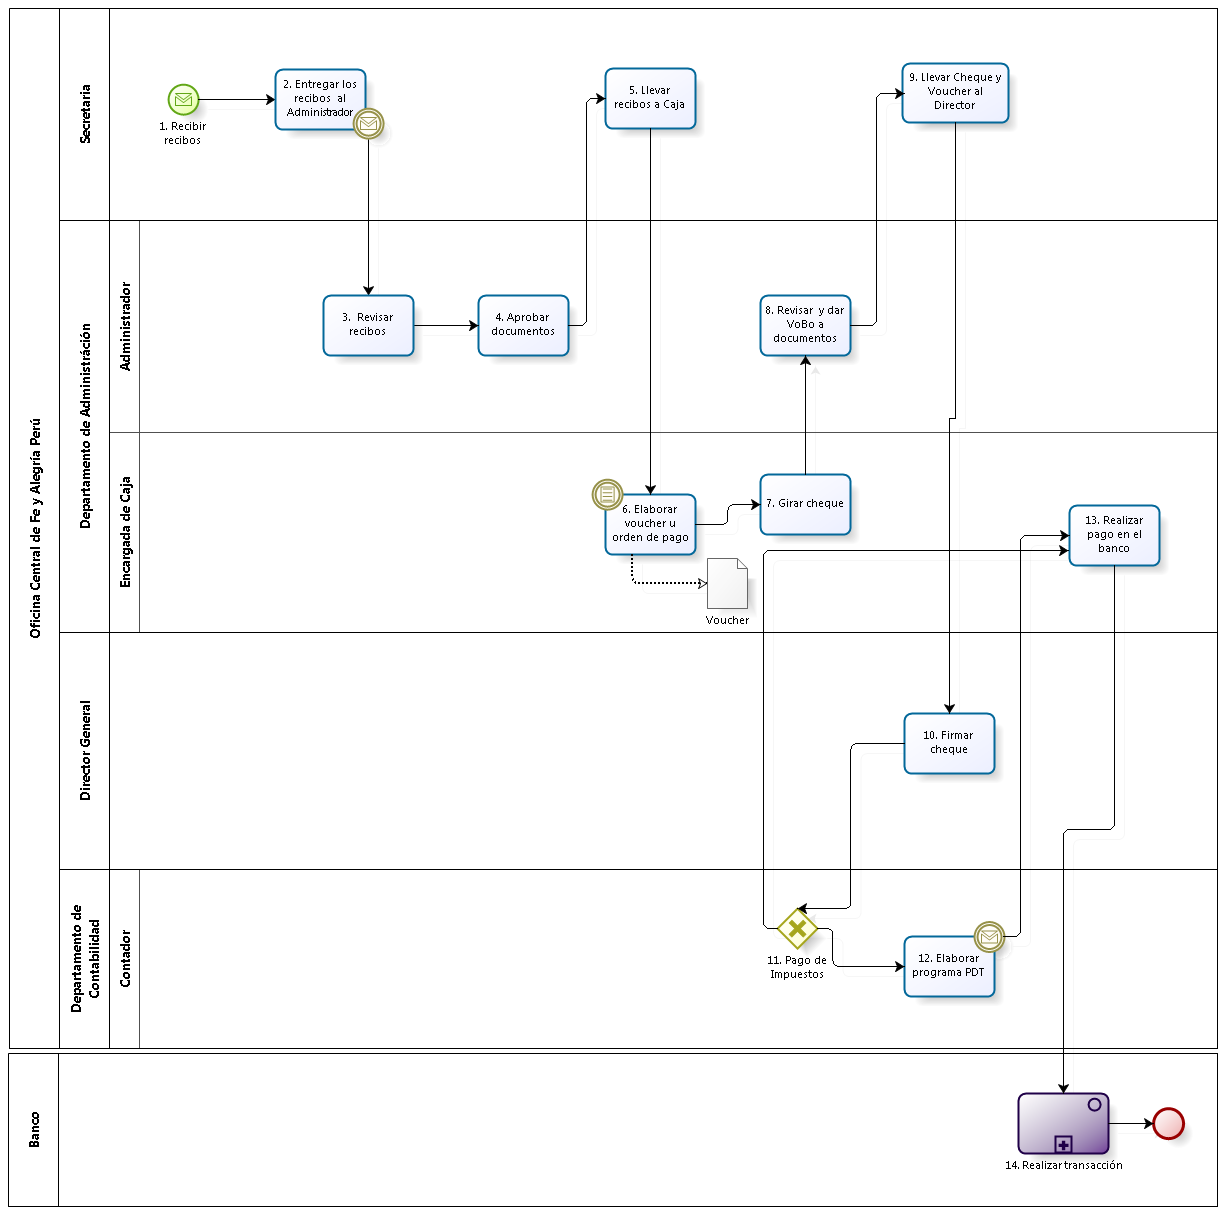 Oficina Central de Fe y Alegría Perú
Secretaria
1. Recibir
recibos
2. Entregar los
recibos al
Administrador
5. Llevar
recibos a Caja
9. Llevar Cheque y
Voucher al
Director
Departamento de Administración
Administrador
3. Revisar
recibos
4. Aprobar
documentos
8. Revisar y dar
VoBo a
documentos
Encargada de Caja
6. Elaborar
voucher u
orden de pago
7. Girar cheque
Voucher
13. Realizar
pago en el
banco
Director General
10. Firmar
cheque
Departamento de
Contabilidad
Contador
11. Pago de
Impuestos
12. Elaborar
programa PDT
Banco
14. Realizar transacción